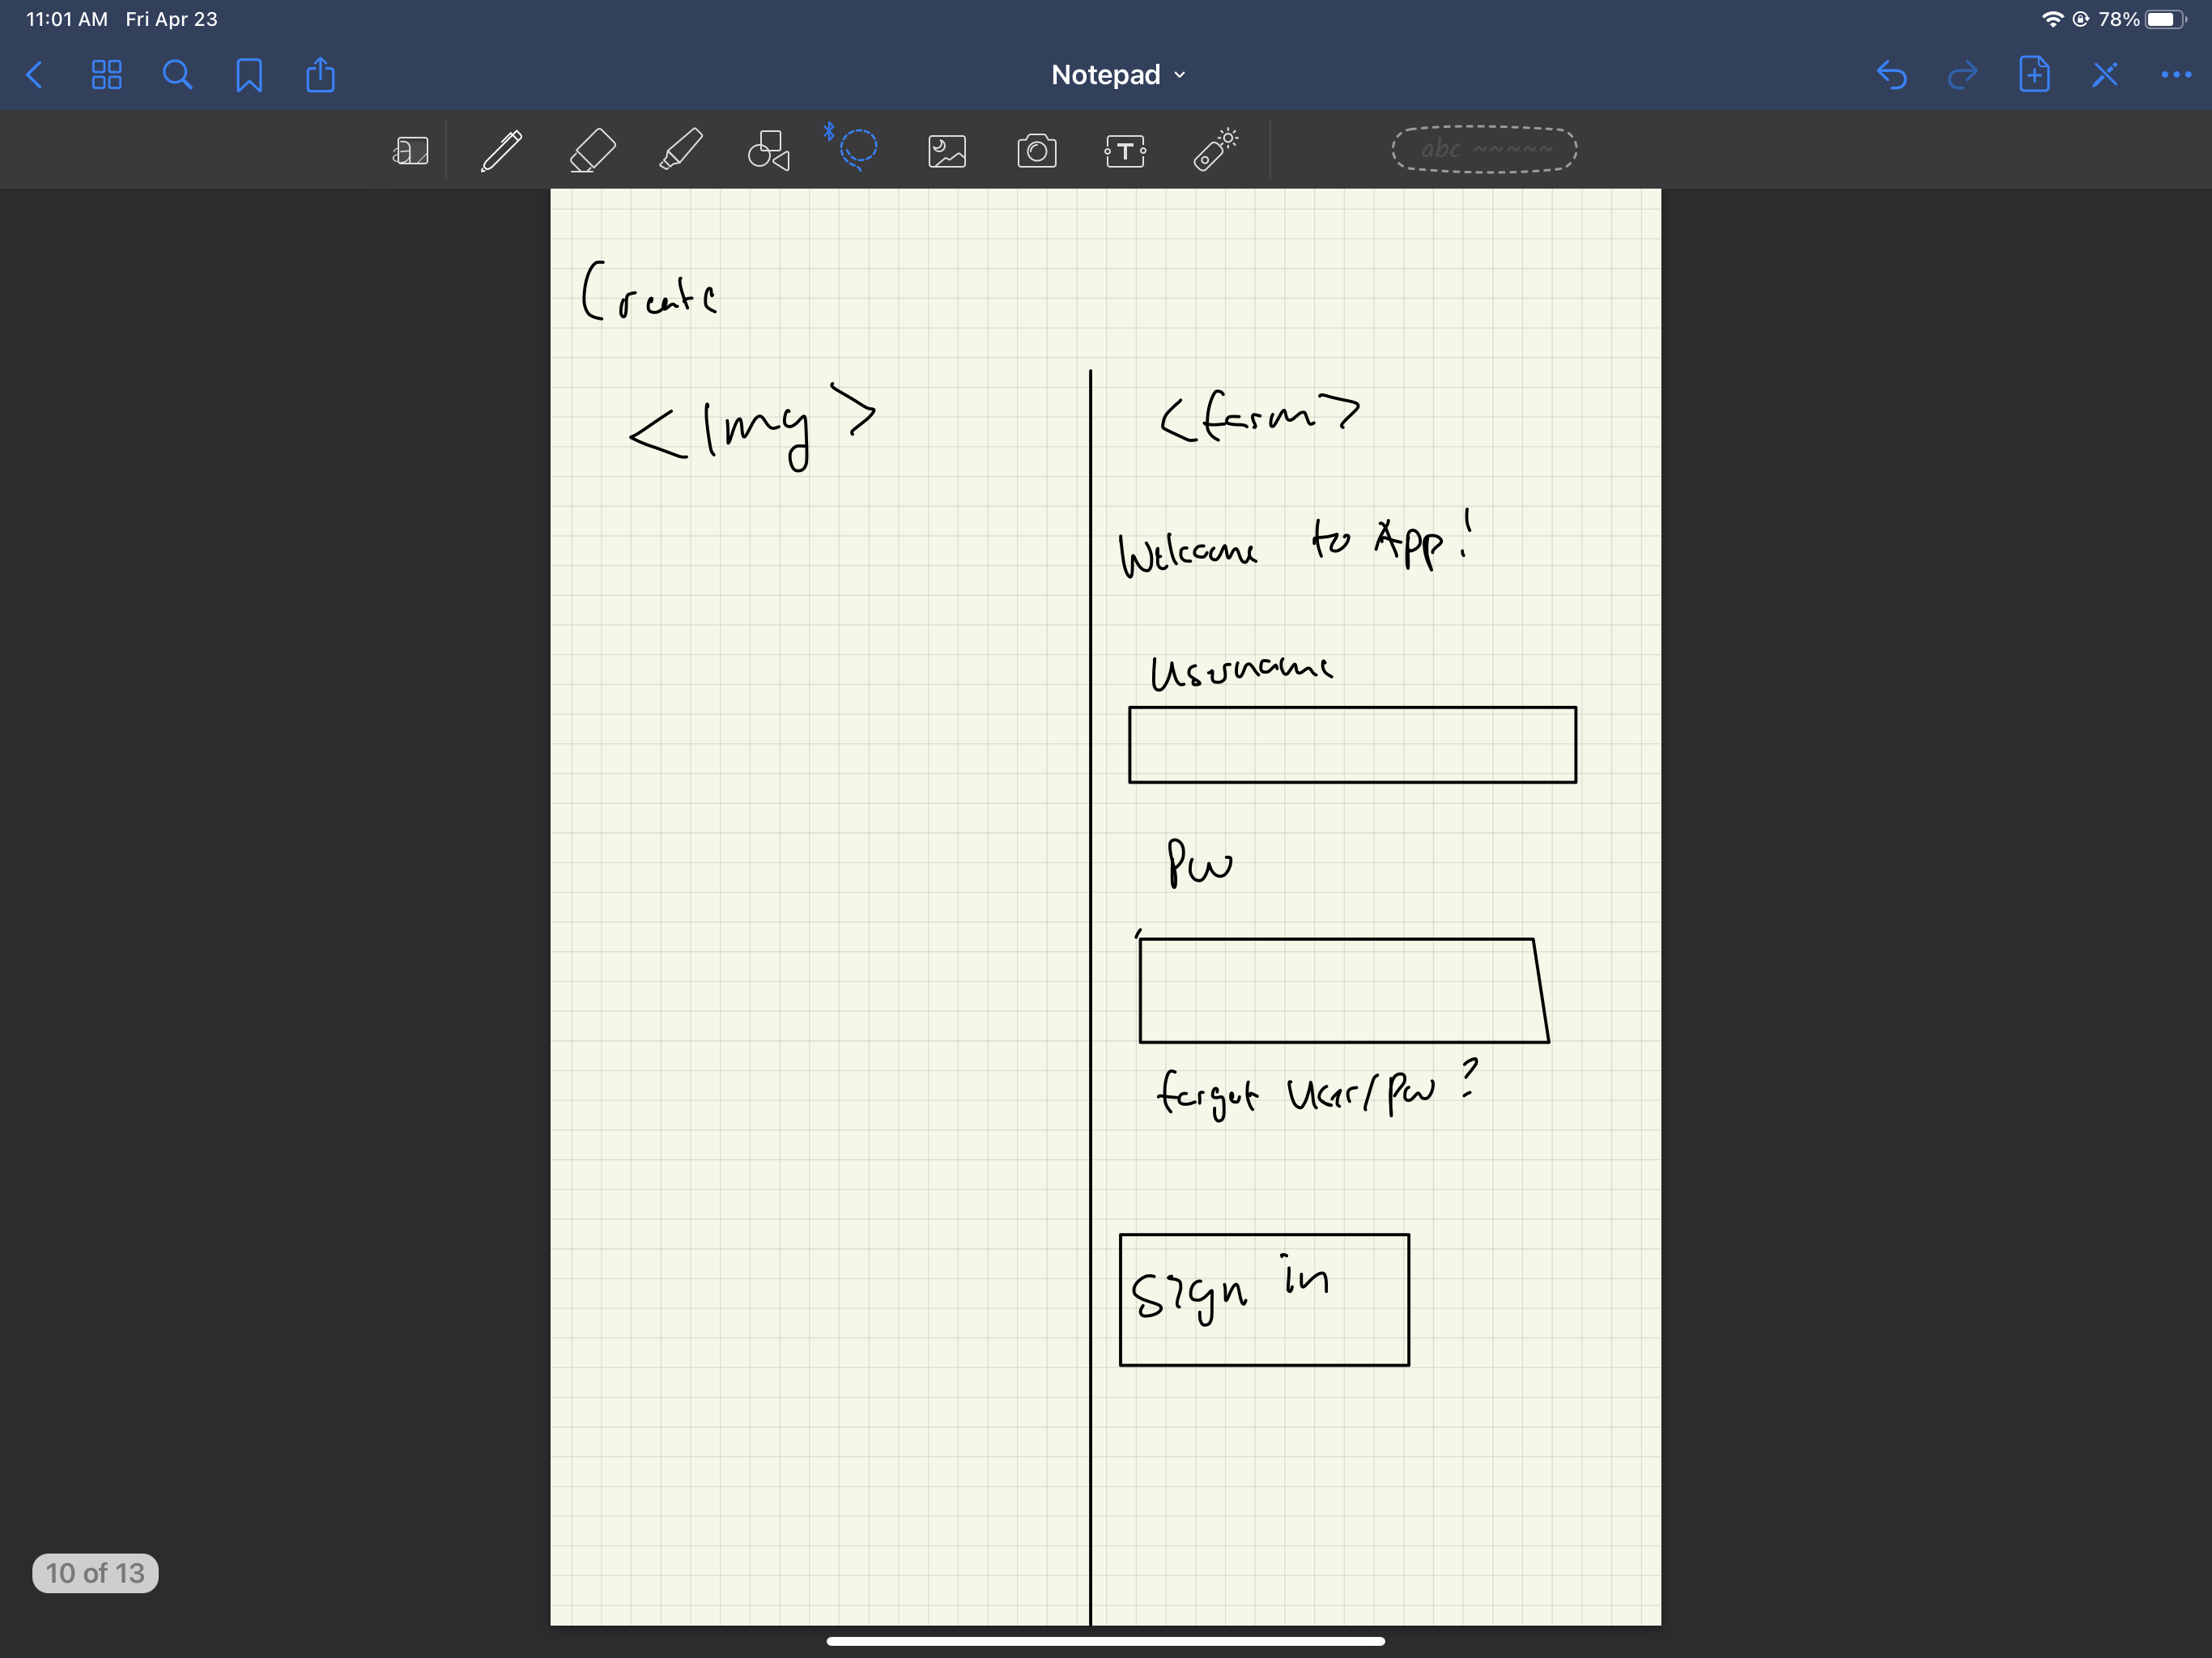 11:01 AM Fri Apr 23
78%
Notepad
T
abc
Create
<Img>
<form>
Welcome to App!
Username
PW
forgot User/pw?
Sign in
10 of 13